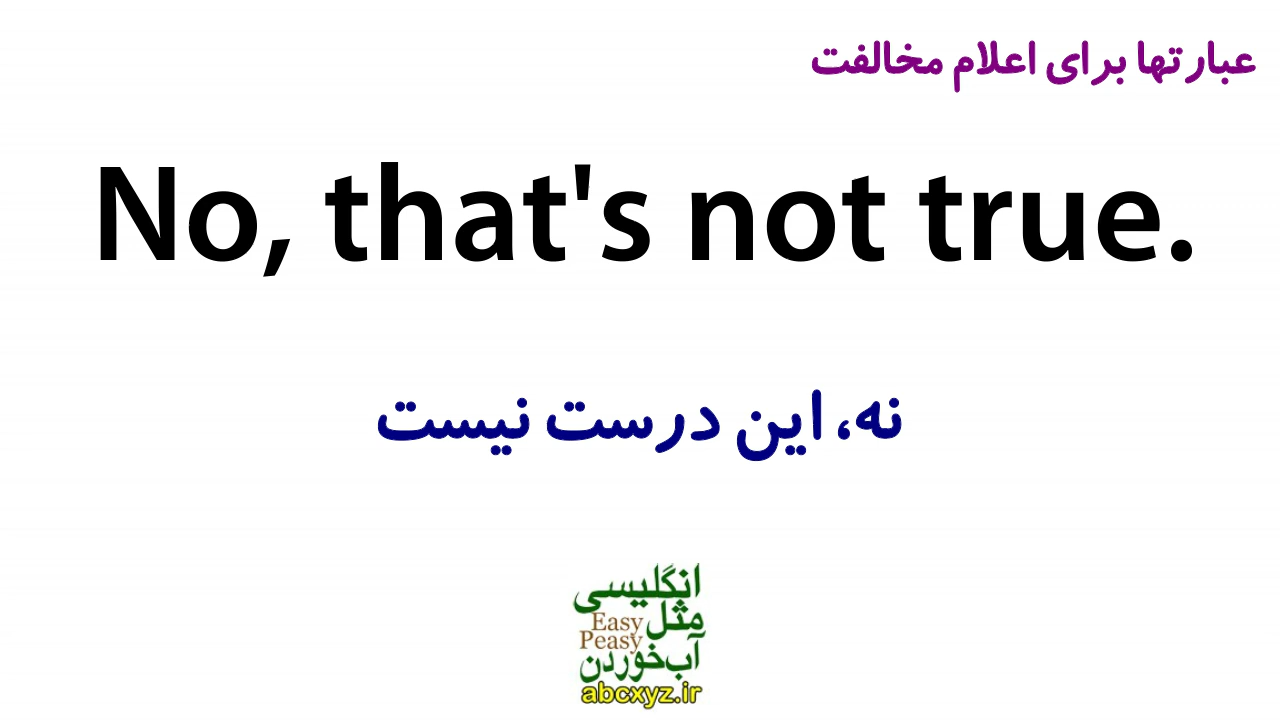 عبارتها برای اعلام مخالفت
No, that's not true.
نه، این درست نیست
انگلیسی
مثل Easy
Peasy
آب‌خوردن
abcxyz.ir